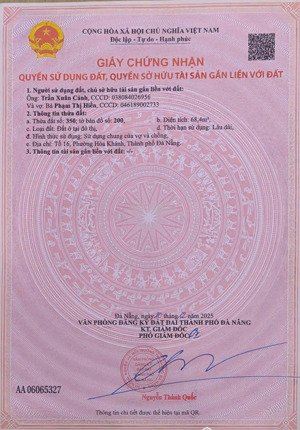 CỘNG HÒA XÃ HỘI CHỦ NGHĨA VIỆT NAM
Độc lập - Tự do - Hạnh phúc
GIẤY CHỨNG NHẬN
QUYỀN SỬ DỤNG ĐẤT, QUYỀN SỞ HỮU TÀI SẢN GẮN LIỀN VỚI ĐẤT
1. Người sử dụng đất, chủ sở hữu tài sản gắn liền với đất:
Ông: Trần Xuân Cảnh, CCCD: 038084026956
Và vợ: Bà Phạm Thị Hiền, CCCD: 046189002733
2. Thông tin thửa đất:
a. Thửa đất số: 350; tờ bản đồ số: 200, b. Diện tích: 68,4m².
c. Loại đất: Đất ở tại đô thị, d. Thời hạn sử dụng: Lâu dài,
đ. Hình thức sử dụng: Sử dụng chung của vợ và chồng,
e. Địa chỉ: Tổ 16, Phường Hòa Khánh, Thành phố Đà Nẵng.
3. Thông tin tài sản gắn liền với đất: -/-
Đà Nẵng, ngày tháng 12 năm 2025
VĂN PHÒNG ĐĂNG KÝ ĐẤT ĐAI THÀNH PHỐ ĐÀ NẴNG
KT. GIÁM ĐỐC
PHÓ GIÁM ĐỐC
Nguyễn Thành Quốc
AA 06065327
Thông tin chi tiết được thể hiện tại mã QR.